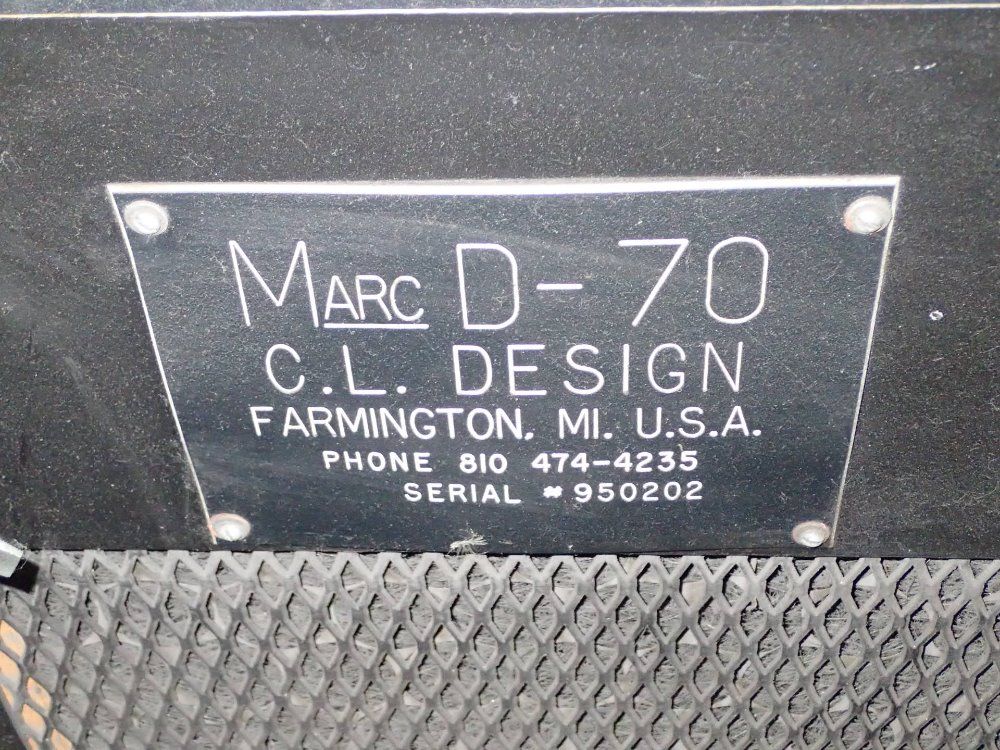 MARC D-70
C.L. DESIGN
FARMINGTON, MI. U.S.A.
PHONE 810 474-4235
SERIAL #950202